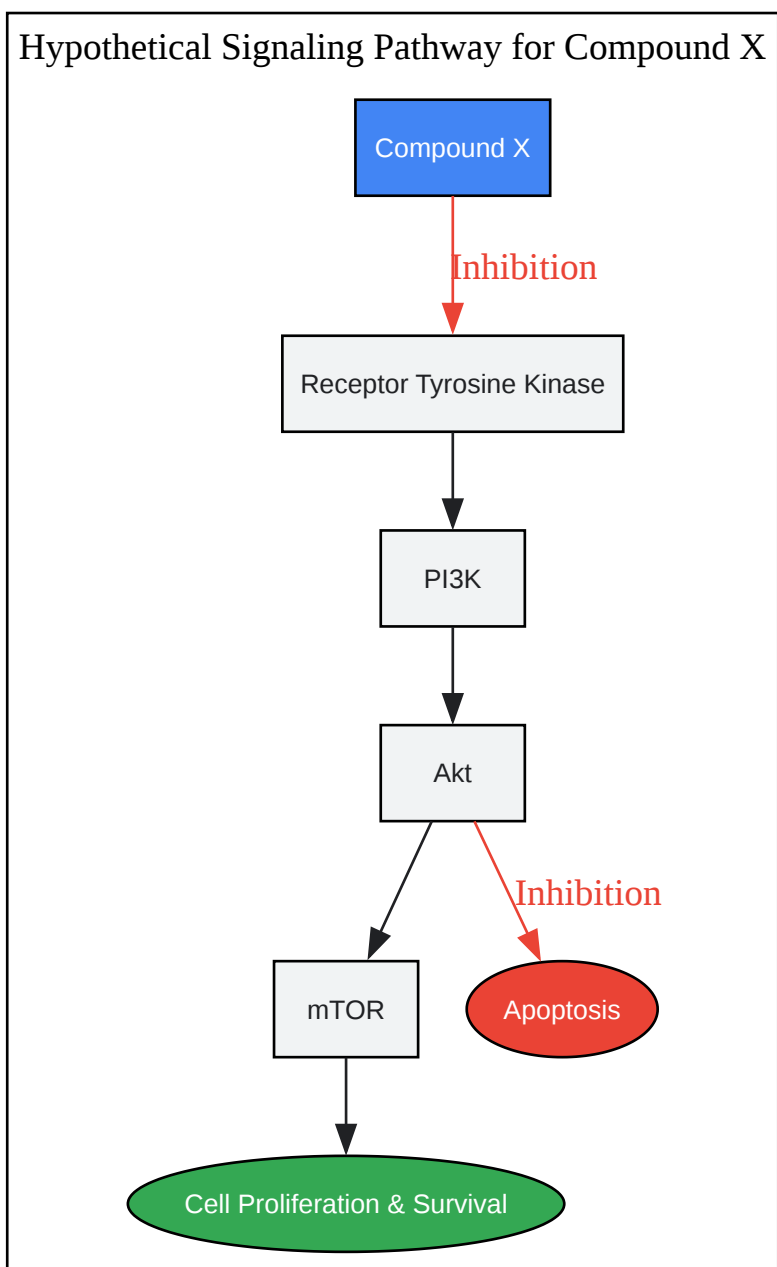 Hypothetical Signaling Pathway for Compound X
Compound X
Inhibition
Receptor Tyrosine Kinase
PI3K
Akt
Inhibition
mTOR
Apoptosis
Cell Proliferation & Survival